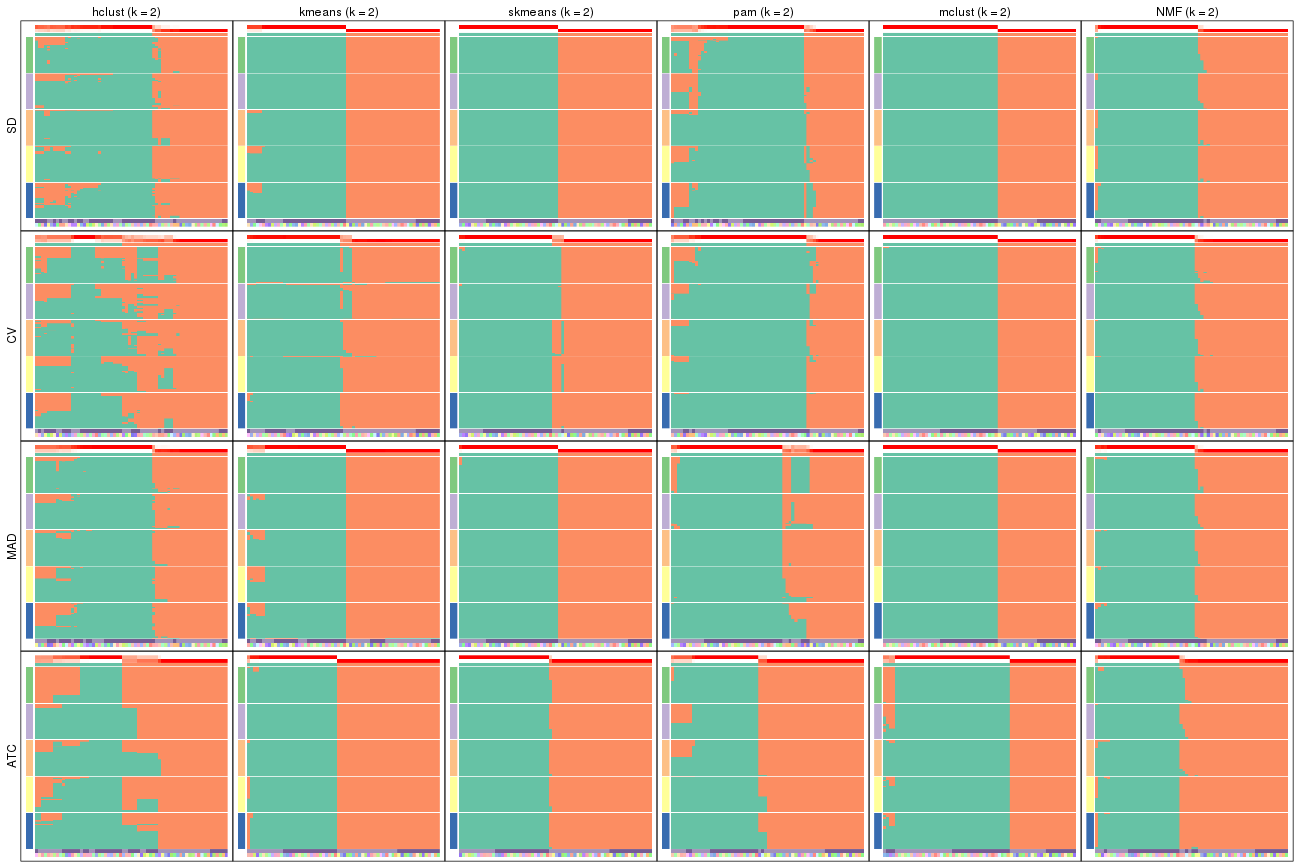 hclust (k = 2) kmeans (k = 2) skmeans (k = 2) pam (k = 2) mclust (k = 2) NMF (k = 2)
SD
CV
MAD
ATC